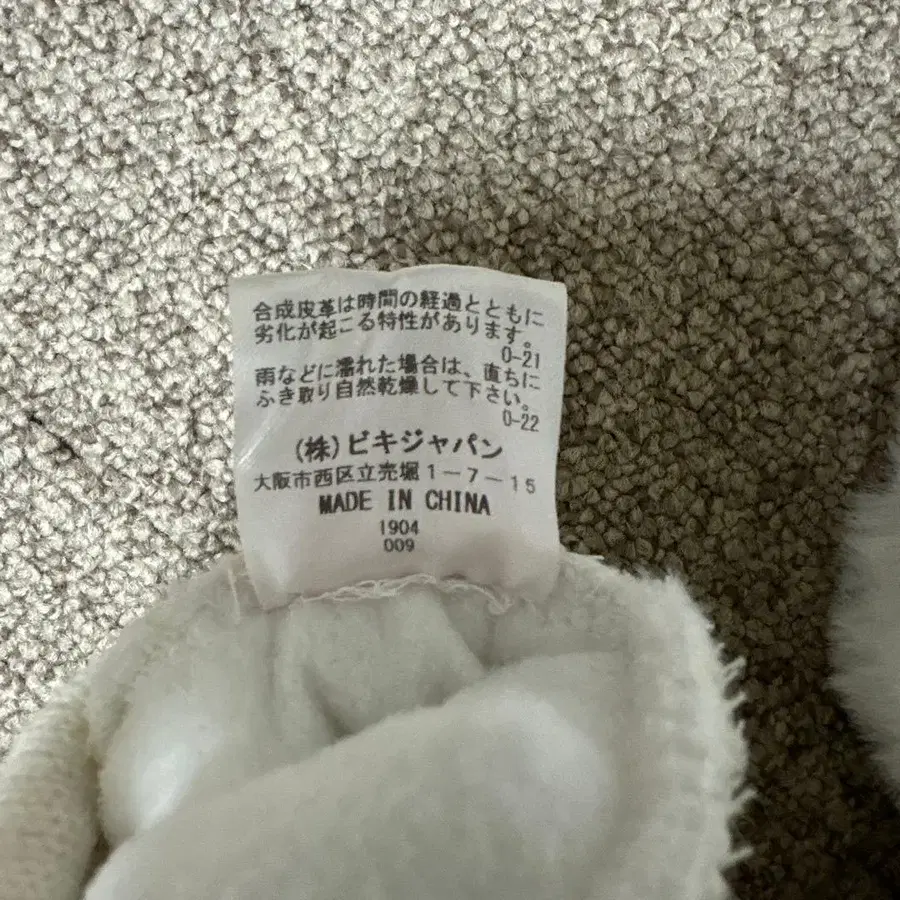 合成皮革は時間の経過とともに
劣化が起こる特性があります。
0-21
雨などに濡れた場合は、直ちに
ふき取り自然乾燥して下さい。
0-22
(株)ビキジャパン
大阪市西区立売堀1-7-15
MADE IN CHINA
1904
009